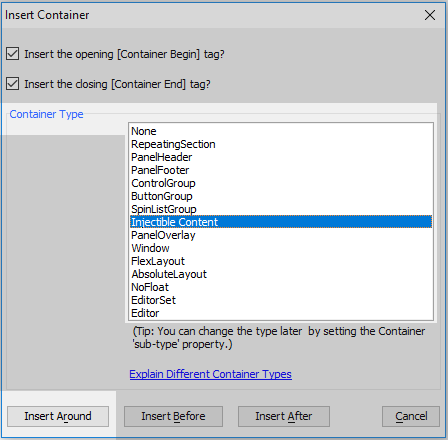 Insert Container
Insert the opening [Container Begin] tag?
Insert the closing [Container End] tag?
Container Type
None
RepeatingSection
PanelHeader
PanelFooter
ControlGroup
ButtonGroup
SpinListGroup
Injectible Content
PanelOverlay
Window
FlexLayout
AbsoluteLayout
NoFloat
EditorSet
Editor
(Tip: You can change the type later by setting the Container
'sub-type' property.)
Explain Different Container Types
Insert Around
Insert Before
Insert After
Cancel